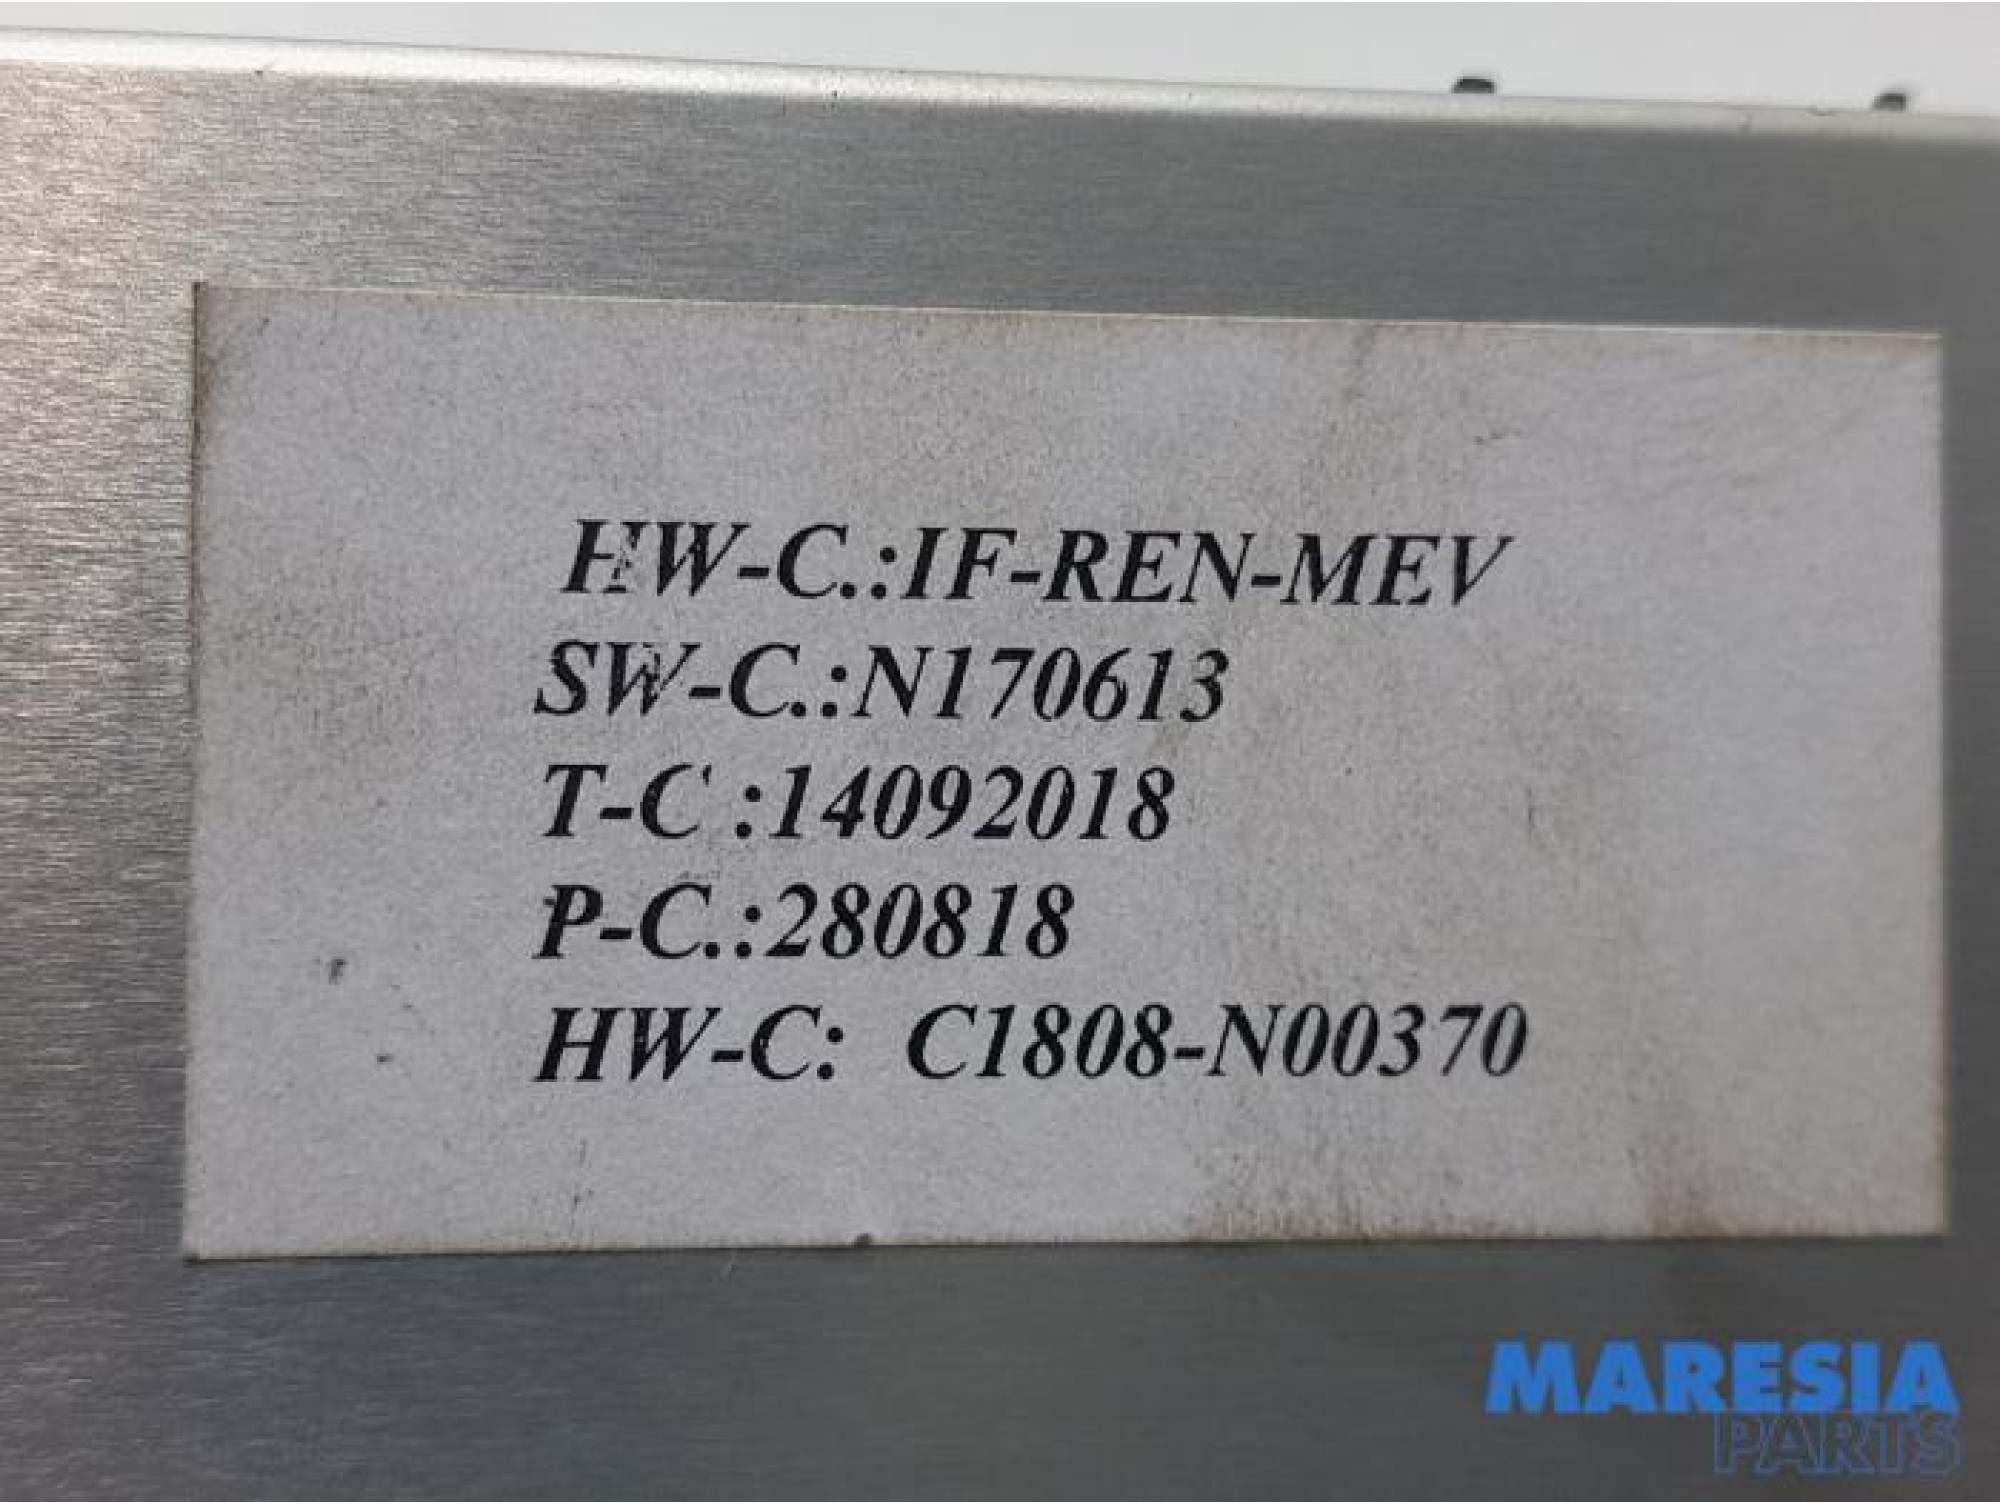 HW-C.:IF-REN-MEV
SW-C.:N170613
T-C :14092018
P-C.:280818
HW-C: C1808-N00370
MARESIA
PARTS